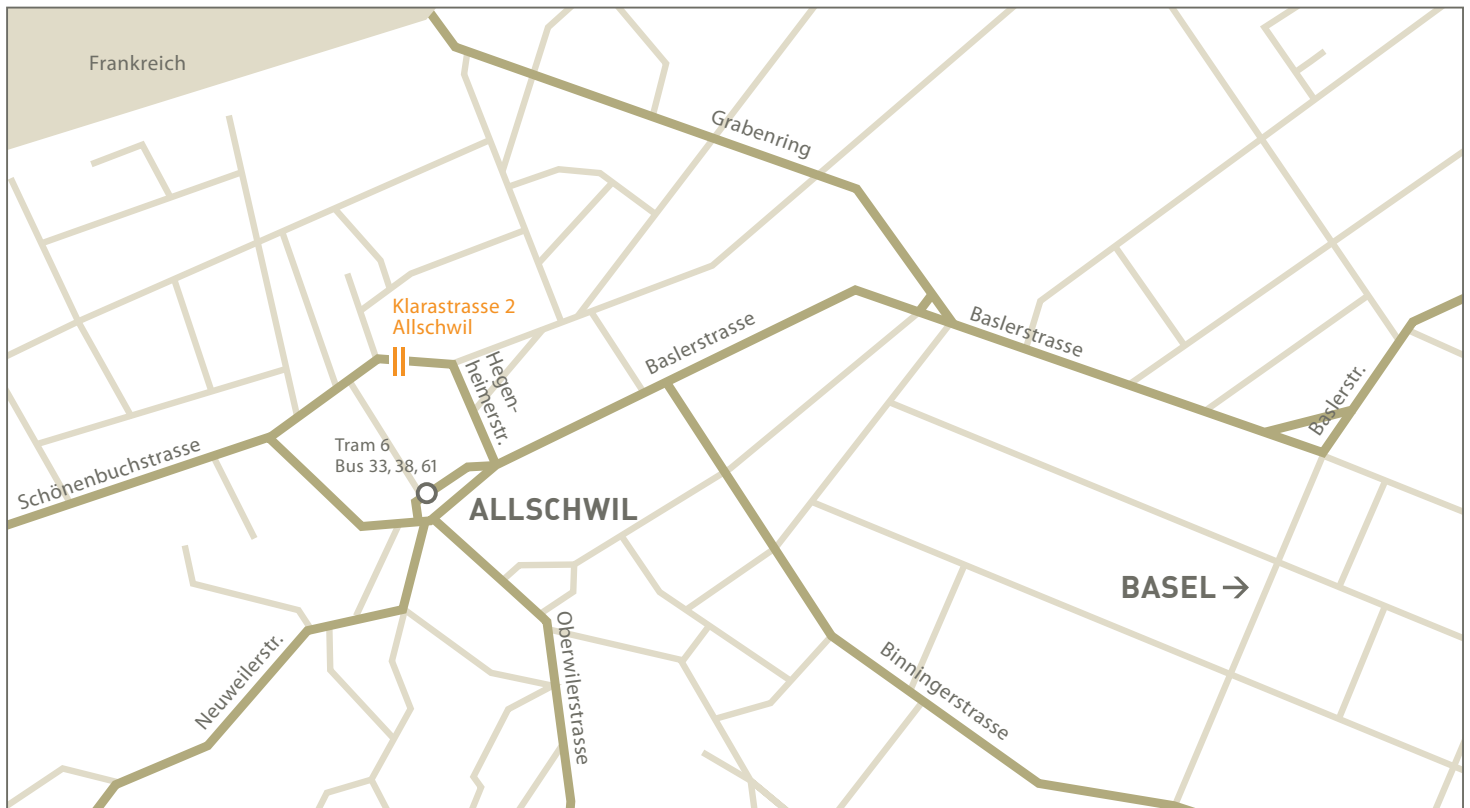 Frankreich
Grabenring
Klarastrasse 2
Allschwil
Baslerstrasse
Baslerstrasse
Hegen-
heimerstr.
Baslerstr.
Tram 6
Bus 33, 38, 61
Schönenbuchstrasse
ALLSCHWIL
BASEL →
Neuweilerstr.
Oberwilerstrasse
Binningerstrasse